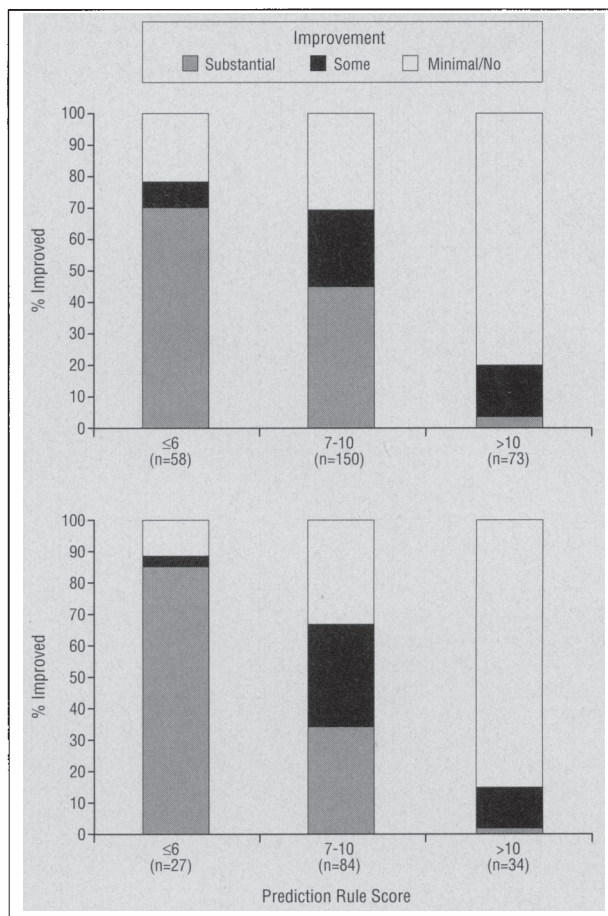 Improvement
Substantial Some Minimal/No
100
90
80
70
60
50
40
30
20
10
0
% Improved
≤6 7-10 >10
(n=58) (n=150) (n=73)
100
90
80
70
60
50
40
30
20
10
0
% Improved
≤6 7-10 >10
(n=27) (n=84) (n=34)
Prediction Rule Score